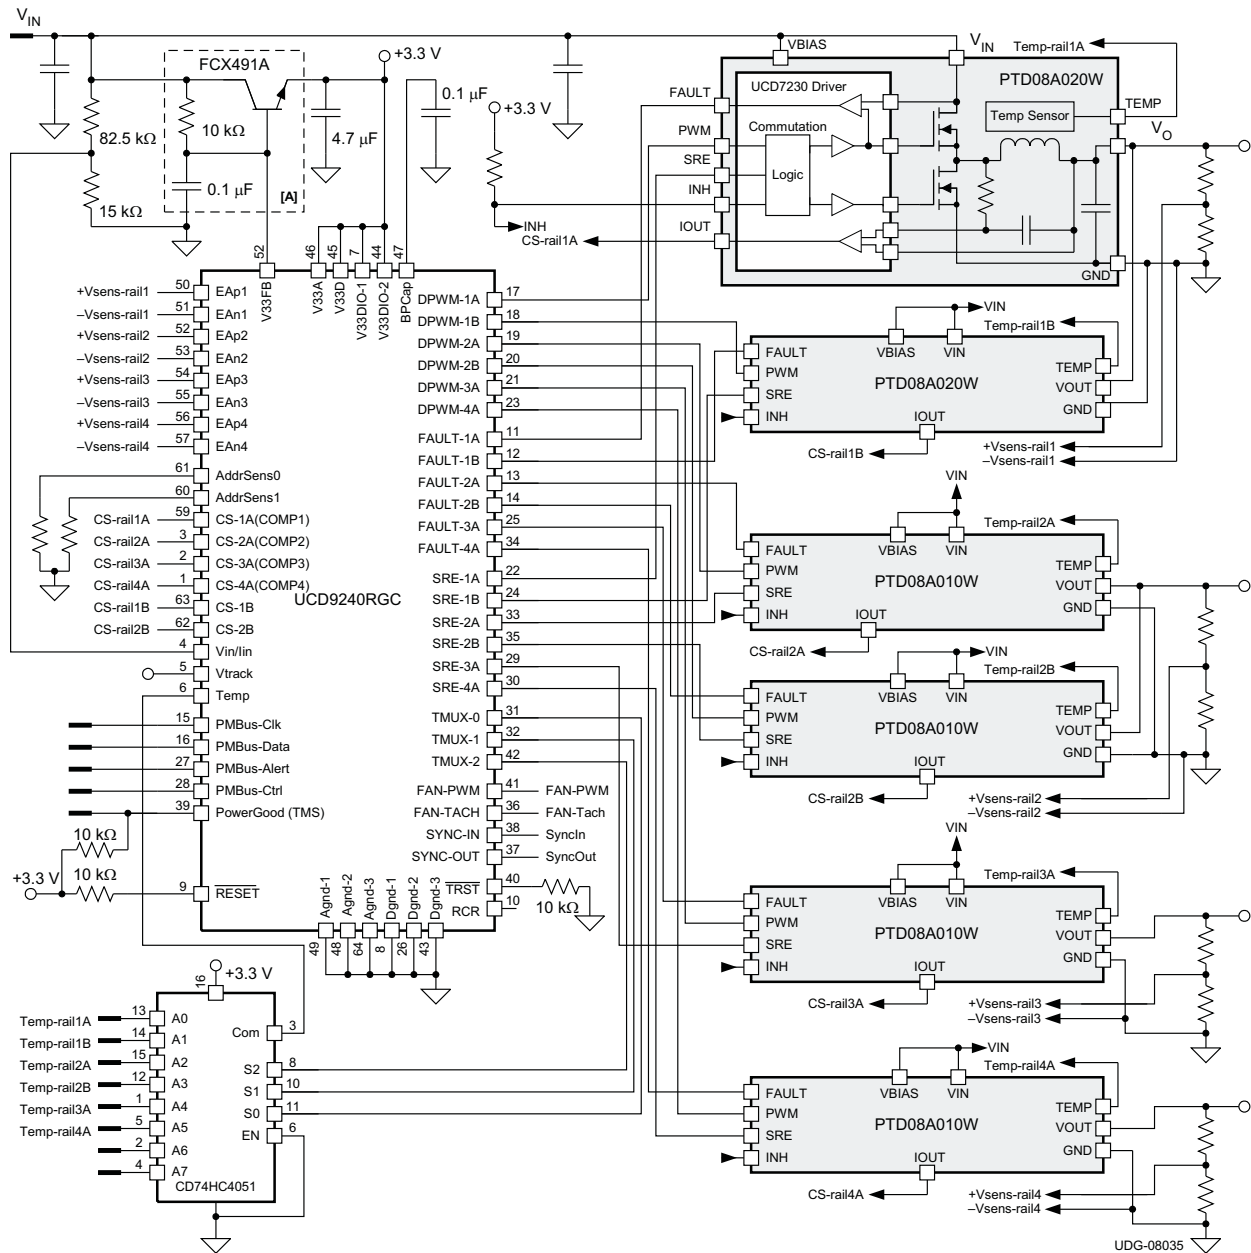 VIN
FCX491A
+3.3 V
82.5 kΩ
10 kΩ
0.1 µF
[A]
15 kΩ
4.7 µF
0.1 µF
+3.3 V
INH
CS-rail1A
VBIAS
VIN
Temp-rail1A
PTD08A020W
UCD7230 Driver
FAULT
PWM
SRE
INH
IOUT
Commutation
Logic
Temp Sensor
TEMP
VO
GND
52
46
45
7
44
47
V33FB
V33A
V33D
V33DIO-1
V33DIO-2
BPCap
+Vsens-rail1 50 EAp1
–Vsens-rail1 51 EAn1
+Vsens-rail2 52 EAp2
–Vsens-rail2 53 EAn2
+Vsens-rail3 54 EAp3
–Vsens-rail3 55 EAn3
+Vsens-rail4 56 EAp4
–Vsens-rail4 57 EAn4
61 AddrSens0
60 AddrSens1
CS-rail1A 59 CS-1A(COMP1)
CS-rail2A 3 CS-2A(COMP2)
CS-rail3A 2 CS-3A(COMP3)
CS-rail4A 1 CS-4A(COMP4)
CS-rail1B 63 CS-1B
CS-rail2B 62 CS-2B
4 Vin/Iin
5 Vtrack
6 Temp
15 PMBus-Clk
16 PMBus-Data
27 PMBus-Alert
28 PMBus-Ctrl
39 PowerGood (TMS)
10 kΩ
10 kΩ
+3.3 V
9 RESET
UCD9240RGC
DPWM-1A 17
DPWM-1B 18
DPWM-2A 19
DPWM-2B 20
DPWM-3A 21
DPWM-4A 23
FAULT-1A 11
FAULT-1B 12
FAULT-2A 13
FAULT-2B 14
FAULT-3A 25
FAULT-4A 34
SRE-1A 22
SRE-1B 24
SRE-2A 33
SRE-2B 35
SRE-3A 29
SRE-4A 30
TMUX-0 31
TMUX-1 32
TMUX-2 42
FAN-PWM 41 FAN-PWM
FAN-TACH 36 FAN-Tach
SYNC-IN 38 SyncIn
SYNC-OUT 37 SyncOut
TRST 40
10 kΩ
RCR 10
Agnd-1
Agnd-2
Agnd-3
Dgnd-1
Dgnd-2
Dgnd-3
49
48
64
8
26
43
VIN
Temp-rail1B
VBIAS
VIN
FAULT
PWM
SRE
INH
PTD08A020W
TEMP
VOUT
GND
IOUT
CS-rail1B
+Vsens-rail1
–Vsens-rail1
VIN
Temp-rail2A
VBIAS
VIN
FAULT
PWM
SRE
INH
PTD08A010W
TEMP
VOUT
GND
IOUT
CS-rail2A
VIN
Temp-rail2B
VBIAS
VIN
FAULT
PWM
SRE
INH
PTD08A010W
TEMP
VOUT
GND
IOUT
CS-rail2B
+Vsens-rail2
–Vsens-rail2
VIN
Temp-rail3A
VBIAS
VIN
FAULT
PWM
SRE
INH
PTD08A010W
TEMP
VOUT
GND
IOUT
CS-rail3A
+Vsens-rail3
–Vsens-rail3
VIN
Temp-rail4A
VBIAS
VIN
FAULT
PWM
SRE
INH
PTD08A010W
TEMP
VOUT
GND
IOUT
CS-rail4A
+Vsens-rail4
–Vsens-rail4
16
+3.3 V
Temp-rail1A 13 A0
Temp-rail1B 14 A1
Temp-rail2A 15 A2
Temp-rail2B 12 A3
Temp-rail3A 1 A4
Temp-rail4A 5 A5
2 A6
4 A7
Com 3
S2 8
S1 10
S0 11
EN 6
CD74HC4051
UDG-08035